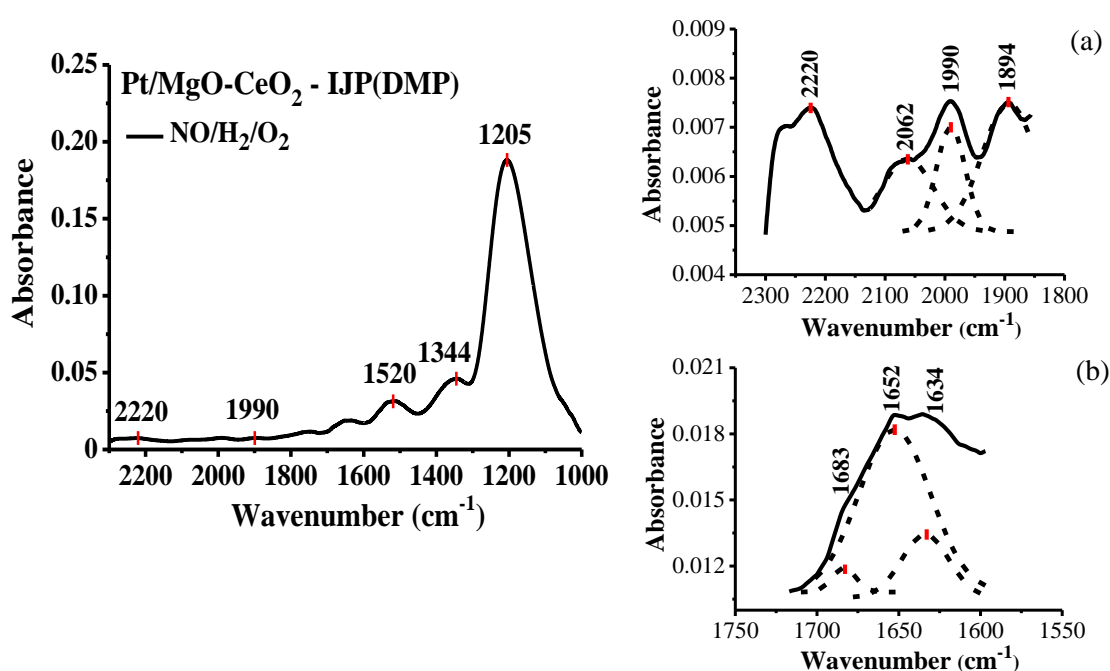 Pt/MgO-CeO2 - IJP(DMP)
NO/H2/O2
1205
1344
1520
1990
2220
0.25
0.20
0.15
0.10
0.05
0
Absorbance
2200 2000 1800 1600 1400 1200 1000
Wavenumber (cm-1)
(a)
2220
2062
1990
1894
0.009
0.008
0.007
0.006
0.005
0.004
Absorbance
2300 2200 2100 2000 1900 1800
Wavenumber (cm-1)
(b)
1683
1652
1634
0.021
0.018
0.015
0.012
Absorbance
1750 1700 1650 1600 1550
Wavenumber (cm-1)